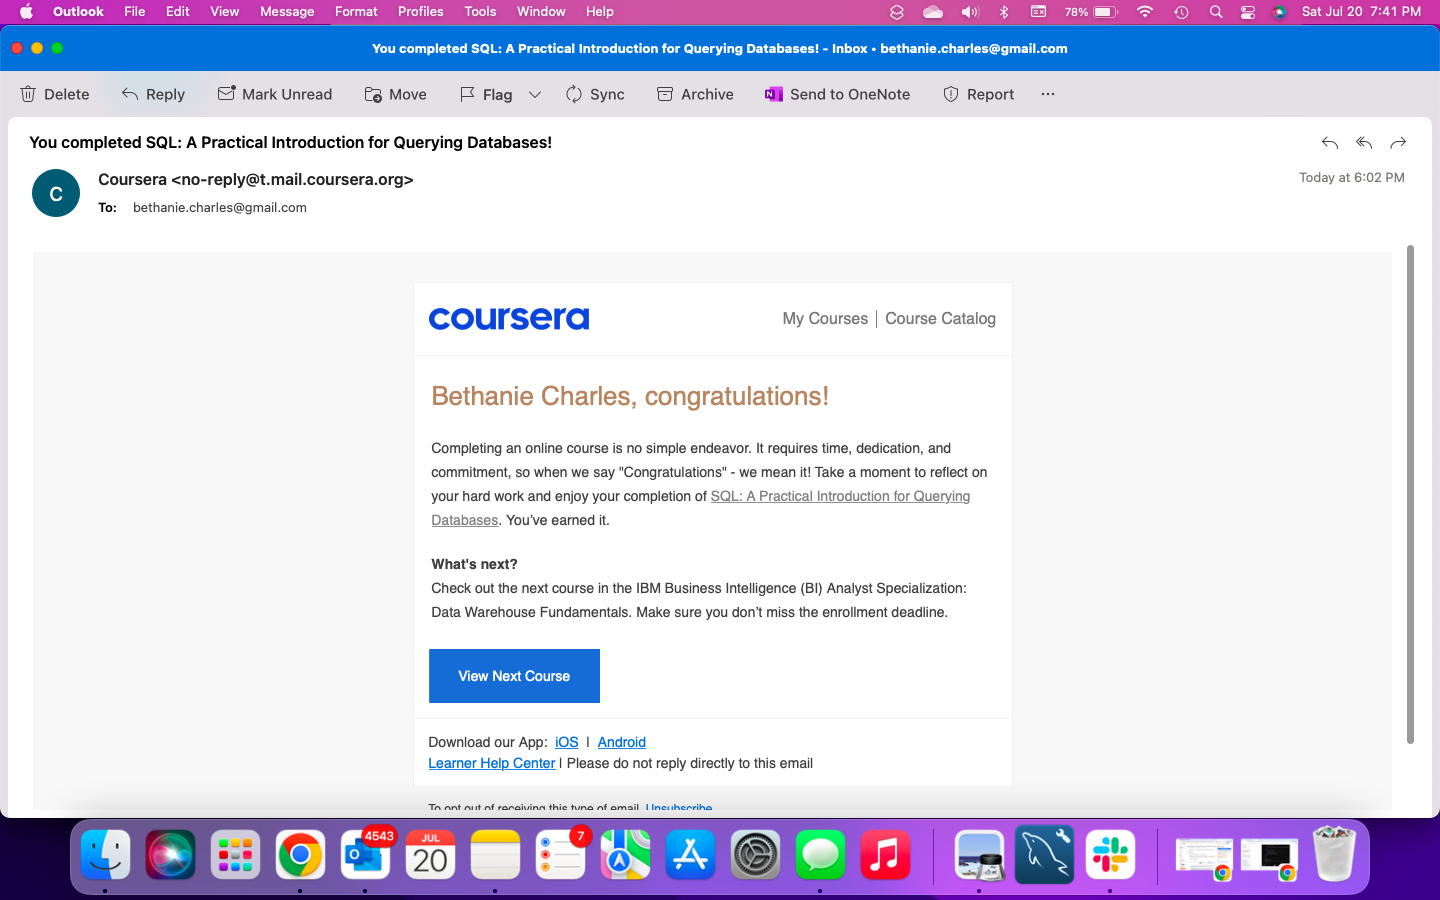 Outlook File Edit View Message Format Profiles Tools Window Help 78% Sat Jul 20 7:41 PM
You completed SQL: A Practical Introduction for Querying Databases! - Inbox • bethanie.charles@gmail.com
Delete Reply Mark Unread Move Flag Sync Archive Send to OneNote Report ...
You completed SQL: A Practical Introduction for Querying Databases!
C
Coursera <no-reply@t.mail.coursera.org>
Today at 6:02 PM
To: bethanie.charles@gmail.com
coursera My Courses | Course Catalog
Bethanie Charles, congratulations!
Completing an online course is no simple endeavor. It requires time, dedication, and
commitment, so when we say "Congratulations" - we mean it! Take a moment to reflect on
your hard work and enjoy your completion of SQL: A Practical Introduction for Querying
Databases. You've earned it.
What's next?
Check out the next course in the IBM Business Intelligence (BI) Analyst Specialization:
Data Warehouse Fundamentals. Make sure you don't miss the enrollment deadline.
View Next Course
Download our App: iOS | Android
Learner Help Center | Please do not reply directly to this email
To opt out of receiving this type of email, Unsubscribe
4543 JUL 20 7